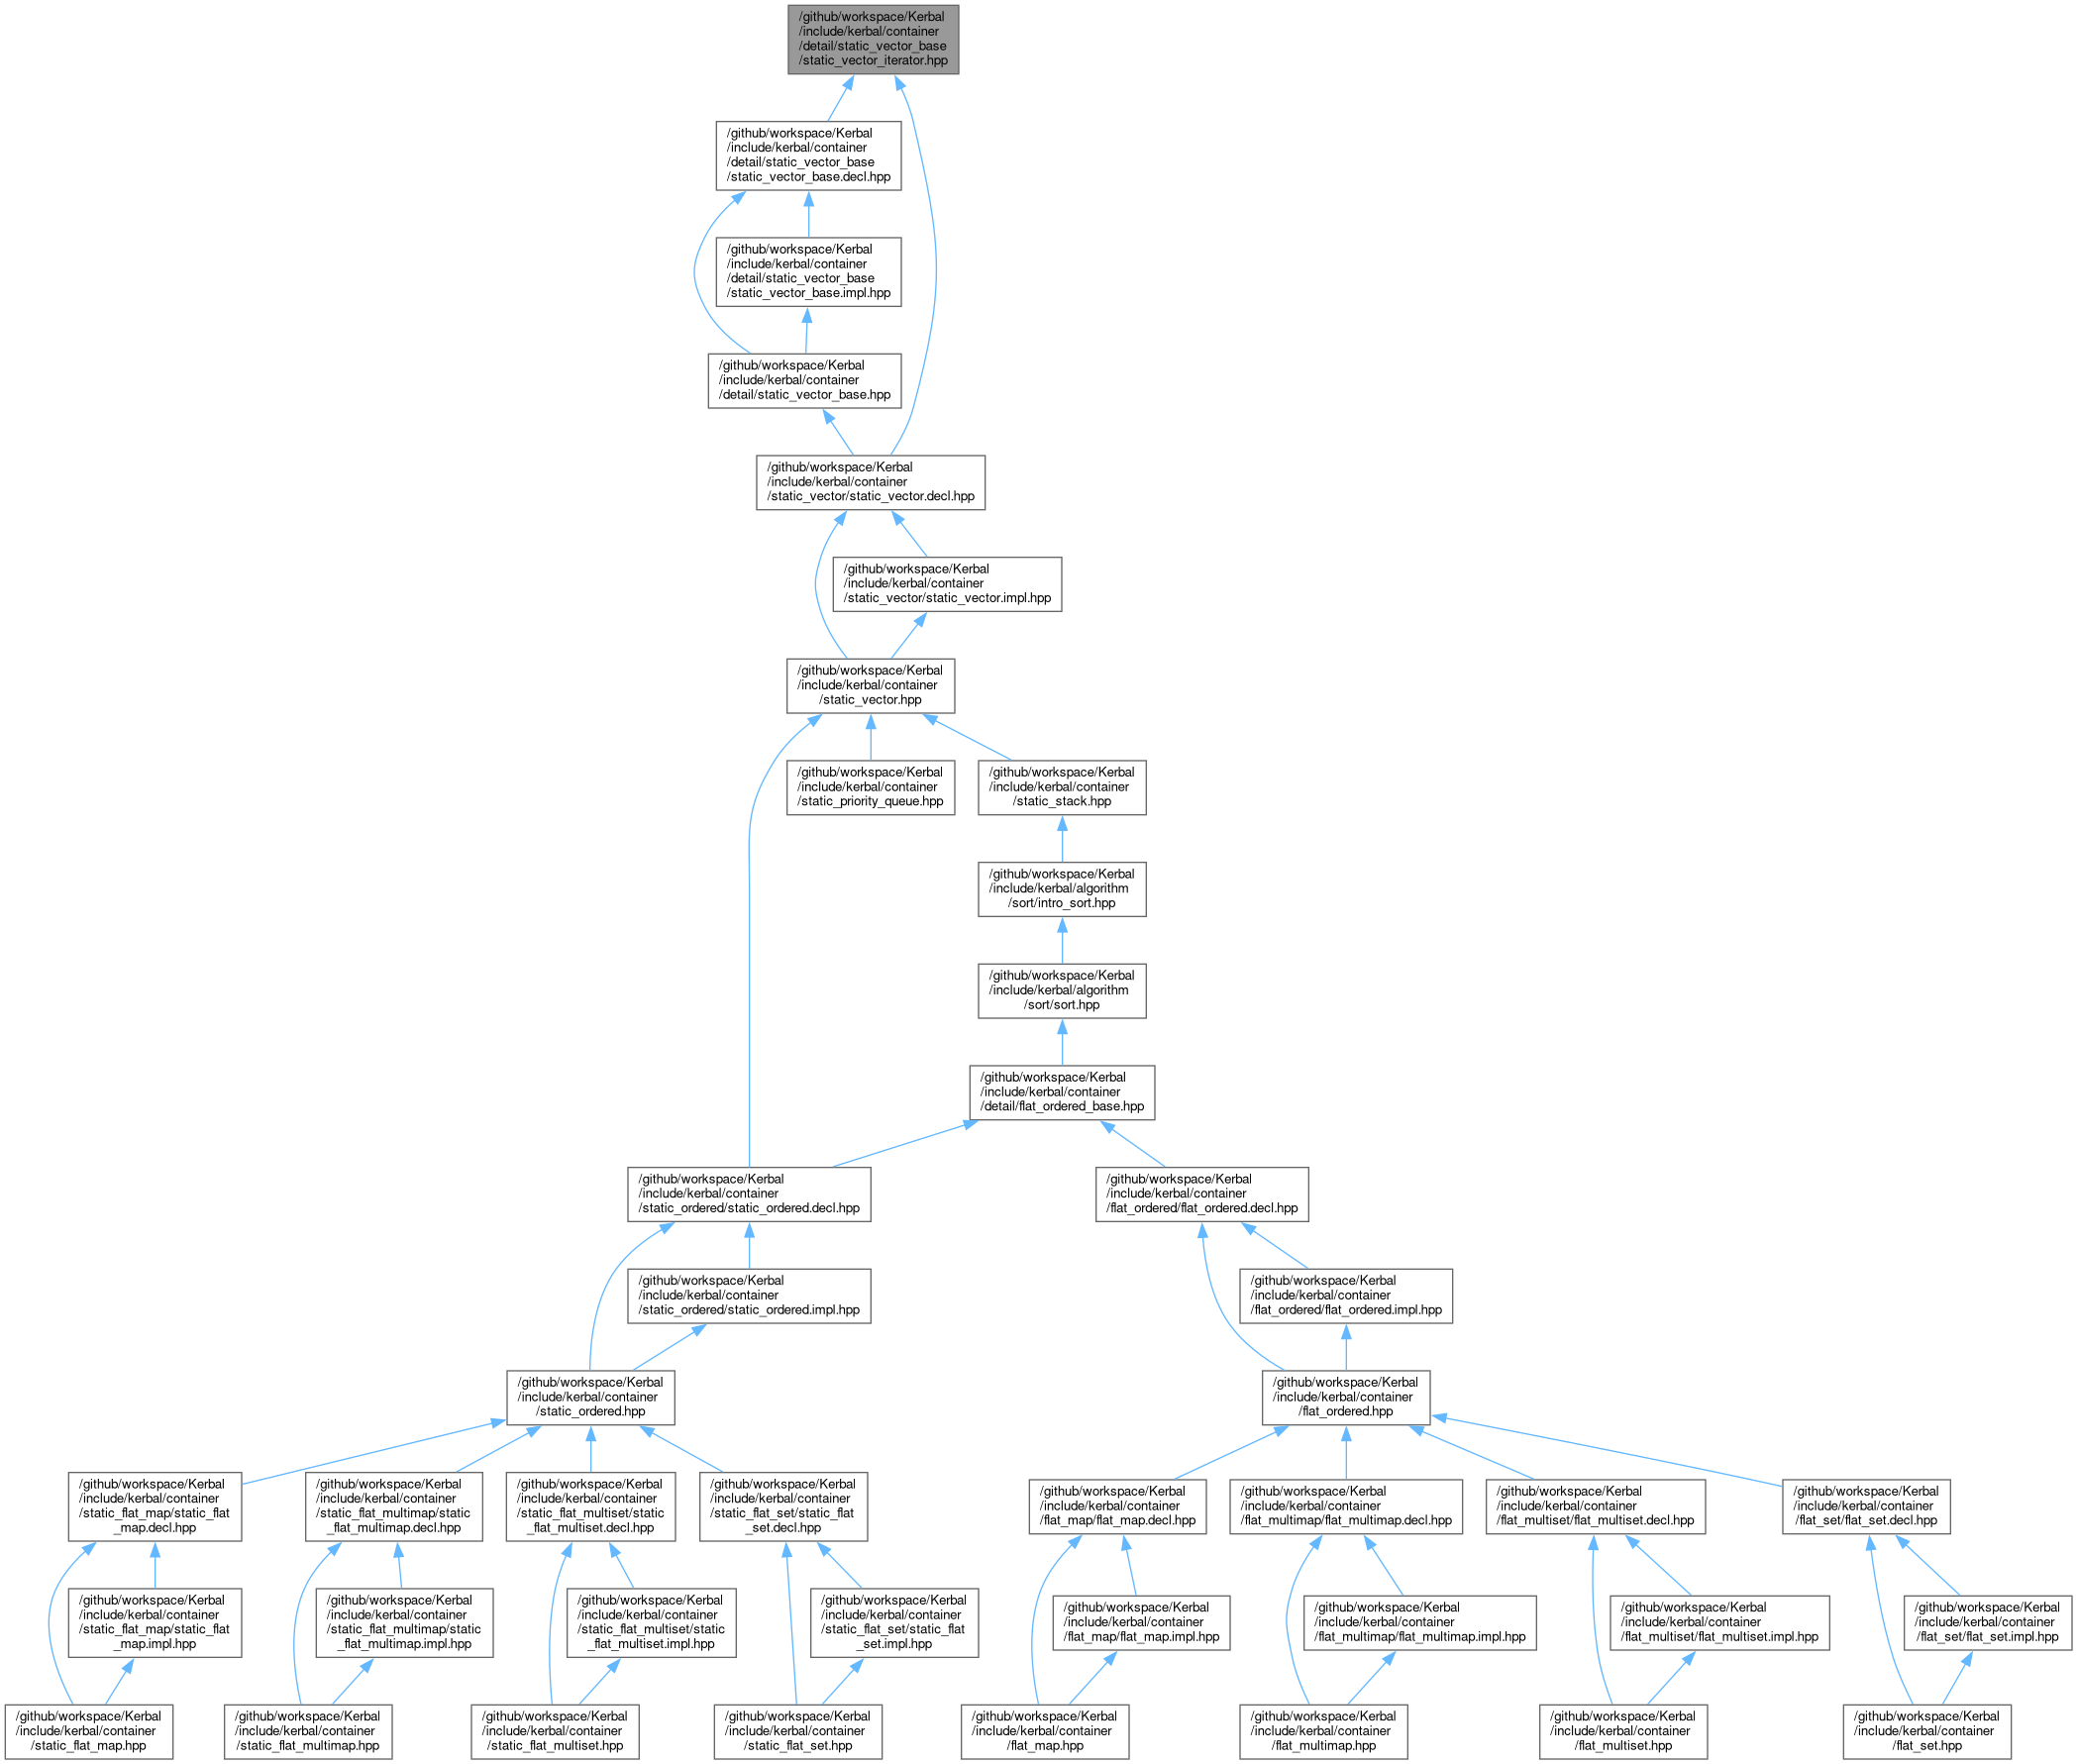 /github/workspace/Kerbal
/include/kerbal/container
/detail/static_vector_base
/static_vector_iterator.hpp
/github/workspace/Kerbal
/include/kerbal/container
/detail/static_vector_base
/static_vector_base.decl.hpp
/github/workspace/Kerbal
/include/kerbal/container
/detail/static_vector_base
/static_vector_base.impl.hpp
/github/workspace/Kerbal
/include/kerbal/container
/detail/static_vector_base.hpp
/github/workspace/Kerbal
/include/kerbal/container
/static_vector/static_vector.decl.hpp
/github/workspace/Kerbal
/include/kerbal/container
/static_vector/static_vector.impl.hpp
/github/workspace/Kerbal
/include/kerbal/container
/static_vector.hpp
/github/workspace/Kerbal
/include/kerbal/container
/static_priority_queue.hpp
/github/workspace/Kerbal
/include/kerbal/container
/static_stack.hpp
/github/workspace/Kerbal
/include/kerbal/algorithm
/sort/intro_sort.hpp
/github/workspace/Kerbal
/include/kerbal/algorithm
/sort/sort.hpp
/github/workspace/Kerbal
/include/kerbal/container
/detail/flat_ordered_base.hpp
/github/workspace/Kerbal
/include/kerbal/container
/static_ordered/static_ordered.decl.hpp
/github/workspace/Kerbal
/include/kerbal/container
/flat_ordered/flat_ordered.decl.hpp
/github/workspace/Kerbal
/include/kerbal/container
/static_ordered/static_ordered.impl.hpp
/github/workspace/Kerbal
/include/kerbal/container
/flat_ordered/flat_ordered.impl.hpp
/github/workspace/Kerbal
/include/kerbal/container
/static_ordered.hpp
/github/workspace/Kerbal
/include/kerbal/container
/flat_ordered.hpp
/github/workspace/Kerbal
/include/kerbal/container
/static_flat_map/static_flat
_map.decl.hpp
/github/workspace/Kerbal
/include/kerbal/container
/static_flat_multimap/static
_flat_multimap.decl.hpp
/github/workspace/Kerbal
/include/kerbal/container
/static_flat_multiset/static
_flat_multiset.decl.hpp
/github/workspace/Kerbal
/include/kerbal/container
/static_flat_set/static_flat
_set.decl.hpp
/github/workspace/Kerbal
/include/kerbal/container
/flat_map/flat_map.decl.hpp
/github/workspace/Kerbal
/include/kerbal/container
/flat_multimap/flat_multimap.decl.hpp
/github/workspace/Kerbal
/include/kerbal/container
/flat_multiset/flat_multiset.decl.hpp
/github/workspace/Kerbal
/include/kerbal/container
/flat_set/flat_set.decl.hpp
/github/workspace/Kerbal
/include/kerbal/container
/static_flat_map/static_flat
_map.impl.hpp
/github/workspace/Kerbal
/include/kerbal/container
/static_flat_multimap/static
_flat_multimap.impl.hpp
/github/workspace/Kerbal
/include/kerbal/container
/static_flat_multiset/static
_flat_multiset.impl.hpp
/github/workspace/Kerbal
/include/kerbal/container
/static_flat_set/static_flat
_set.impl.hpp
/github/workspace/Kerbal
/include/kerbal/container
/flat_map/flat_map.impl.hpp
/github/workspace/Kerbal
/include/kerbal/container
/flat_multimap/flat_multimap.impl.hpp
/github/workspace/Kerbal
/include/kerbal/container
/flat_multiset/flat_multiset.impl.hpp
/github/workspace/Kerbal
/include/kerbal/container
/flat_set/flat_set.impl.hpp
/github/workspace/Kerbal
/include/kerbal/container
/static_flat_map.hpp
/github/workspace/Kerbal
/include/kerbal/container
/static_flat_multimap.hpp
/github/workspace/Kerbal
/include/kerbal/container
/static_flat_multiset.hpp
/github/workspace/Kerbal
/include/kerbal/container
/static_flat_set.hpp
/github/workspace/Kerbal
/include/kerbal/container
/flat_map.hpp
/github/workspace/Kerbal
/include/kerbal/container
/flat_multimap.hpp
/github/workspace/Kerbal
/include/kerbal/container
/flat_multiset.hpp
/github/workspace/Kerbal
/include/kerbal/container
/flat_set.hpp